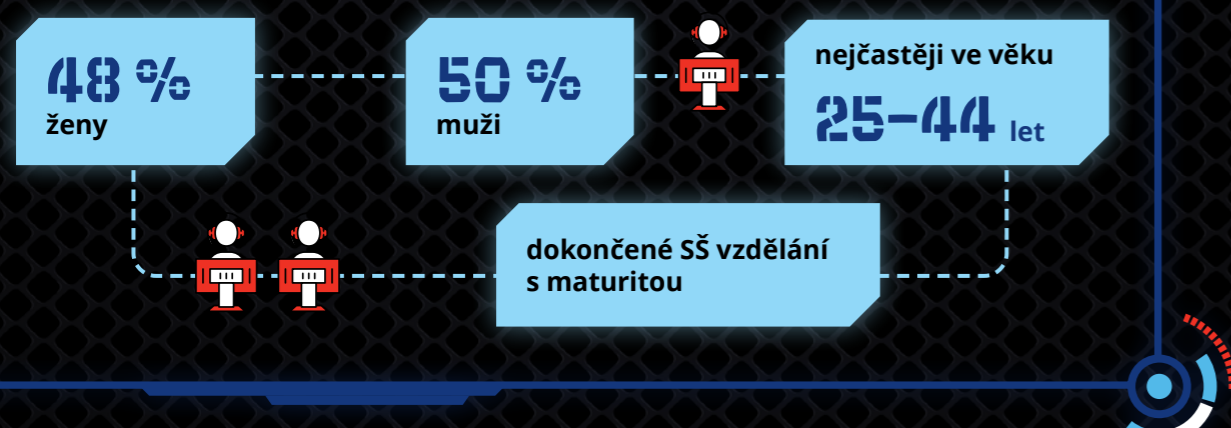 48 %
ženy
50 %
muži
nejčastěji ve věku
25–44 let
dokončené SŠ vzdělání
s maturitou